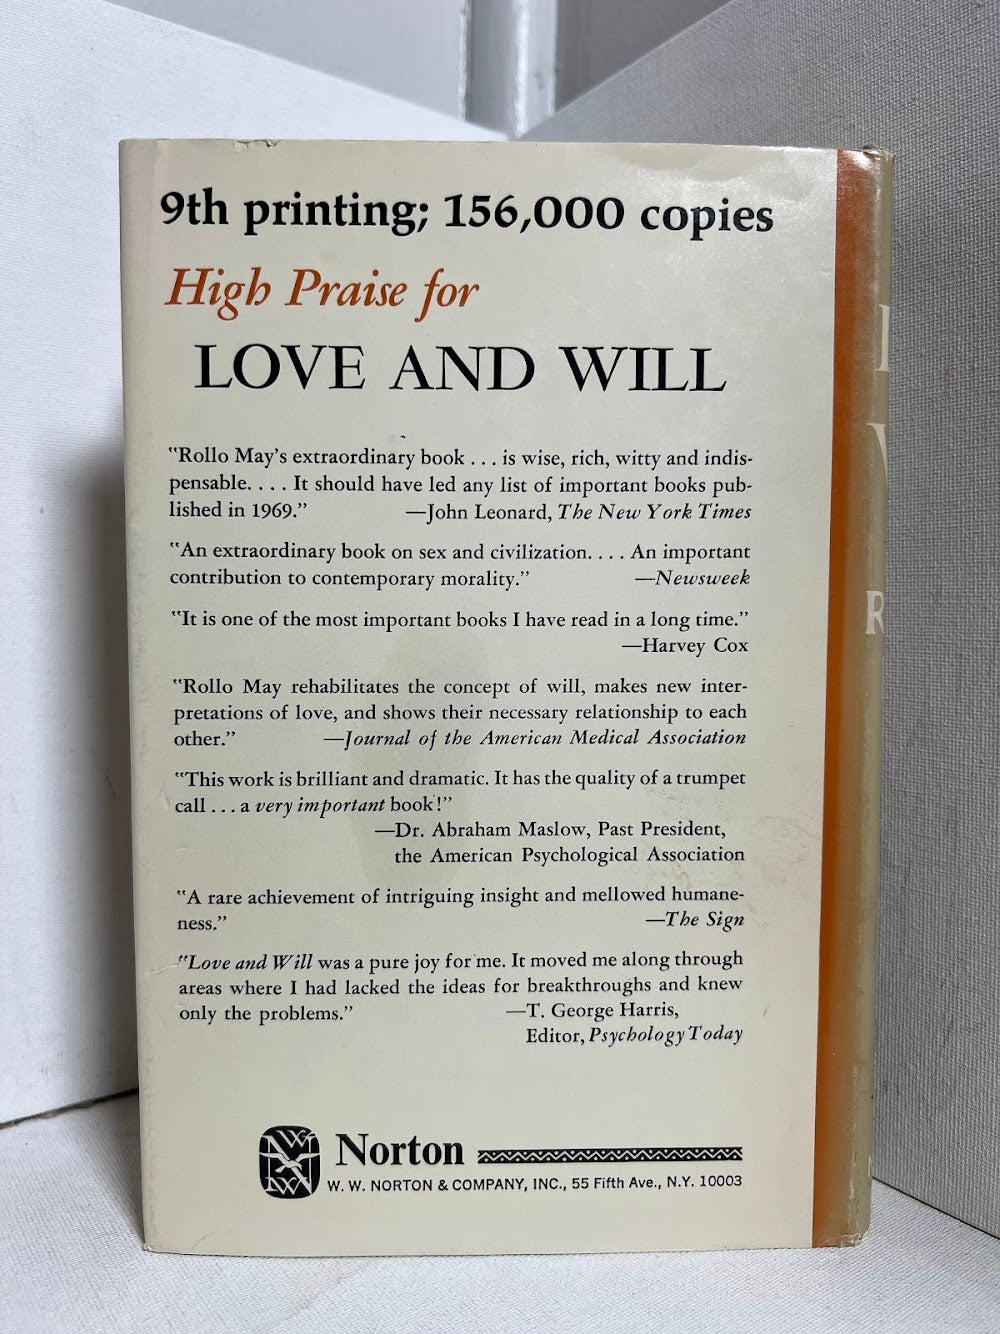 9th printing; 156,000 copies
High Praise for
LOVE AND WILL
"Rollo May's extraordinary book . . . is wise, rich, witty and indis-
pensable. . . . It should have led any list of important books pub-
lished in 1969." —John Leonard, The New York Times
"An extraordinary book on sex and civilization. . . . An important
contribution to contemporary morality." —Newsweek
"It is one of the most important books I have read in a long time."
—Harvey Cox
"Rollo May rehabilitates the concept of will, makes new inter-
pretations of love, and shows their necessary relationship to each
other." —Journal of the American Medical Association
"This work is brilliant and dramatic. It has the quality of a trumpet
call . . . a very important book!"
—Dr. Abraham Maslow, Past President,
the American Psychological Association
"A rare achievement of intriguing insight and mellowed humane-
ness." —The Sign
"Love and Will was a pure joy for me. It moved me along through
areas where I had lacked the ideas for breakthroughs and knew
only the problems." —T. George Harris,
Editor, Psychology Today
Norton
W. W. NORTON & COMPANY, INC., 55 Fifth Ave., N.Y. 10003